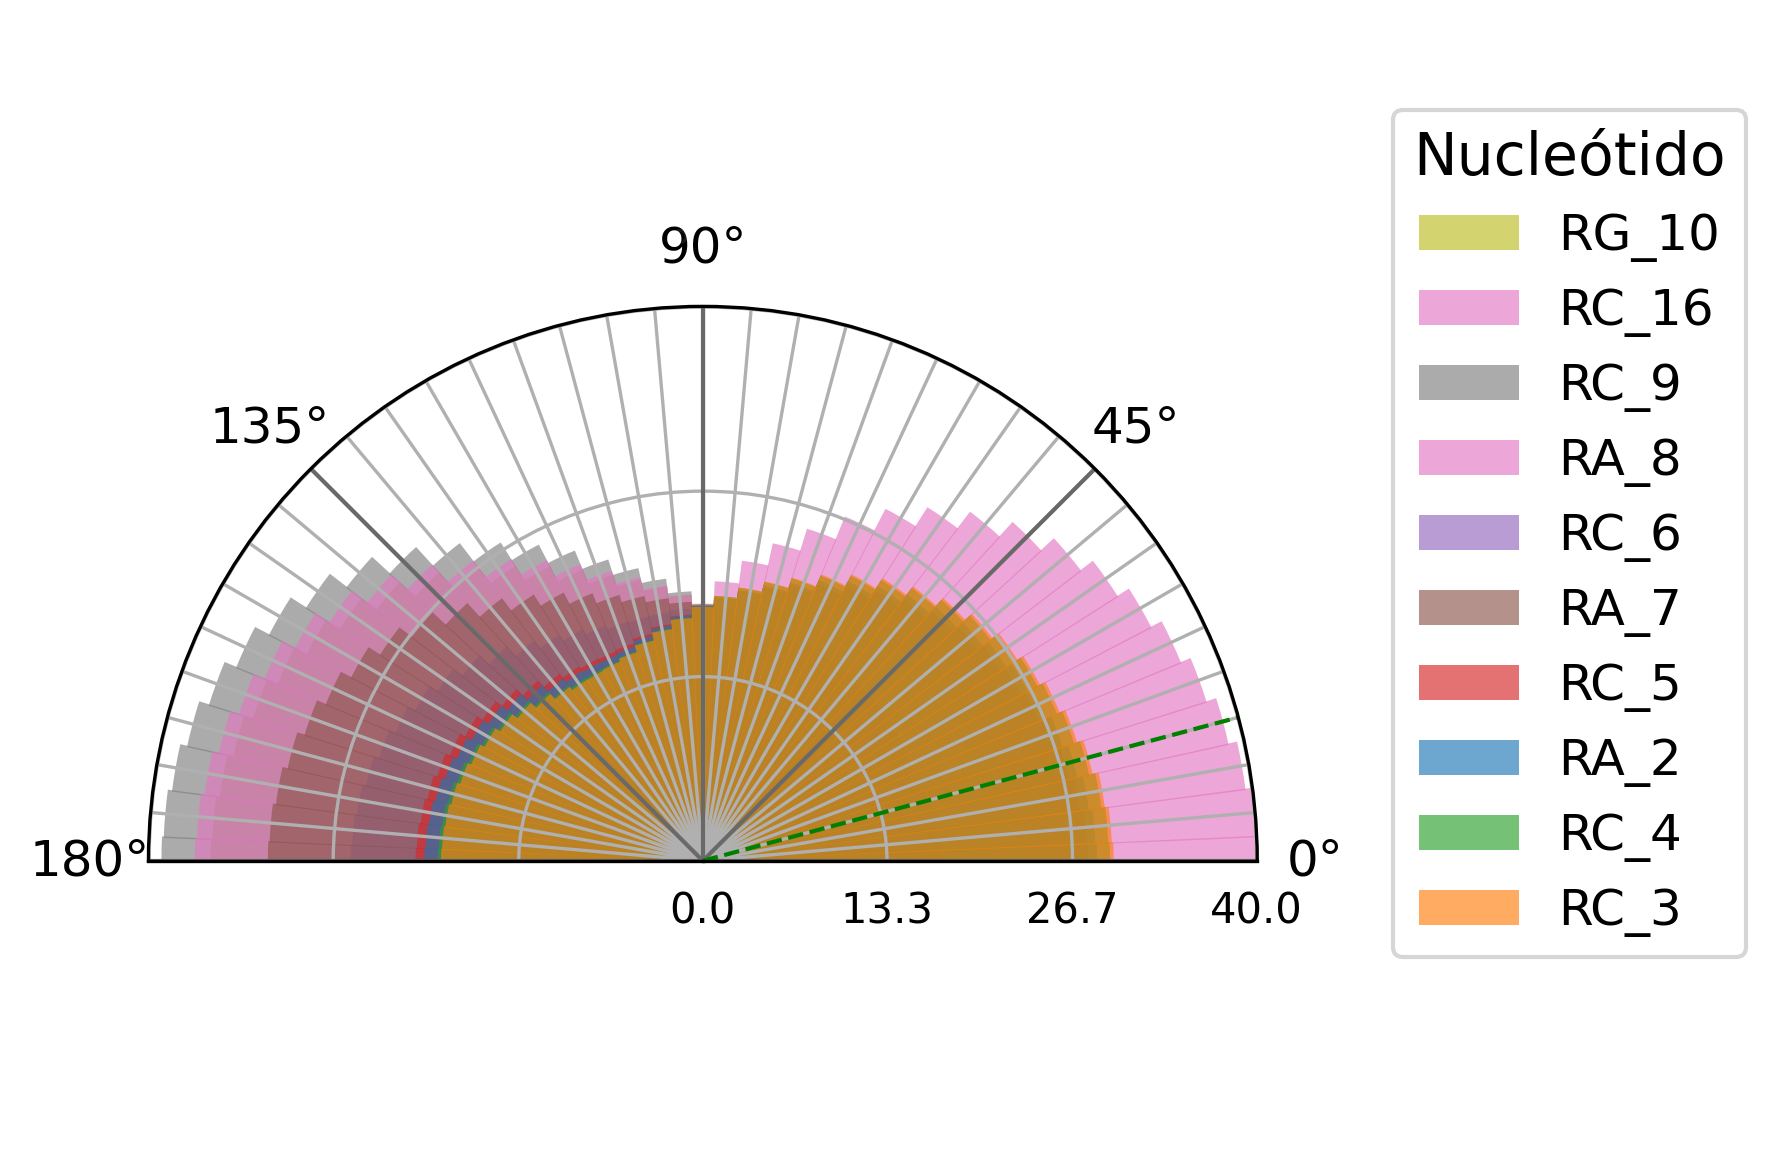 90°
135°
45°
180°
0°
0.0
13.3
26.7
40.0
Nucleótido
RG_10
RC_16
RC_9
RA_8
RC_6
RA_7
RC_5
RA_2
RC_4
RC_3